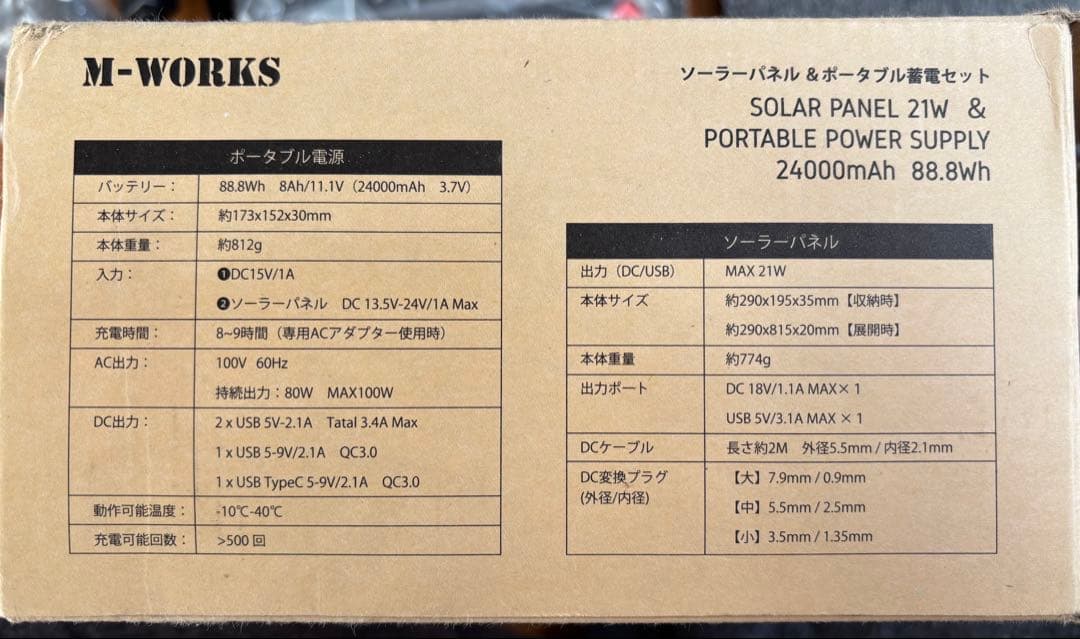 M-WORKS
ソーラーパネル &ポータブル蓄電セット
SOLAR PANEL 21W &
PORTABLE POWER SUPPLY
24000mAh 88.8Wh
ポータブル電源
バッテリー： 88.8Wh 8Ah/11.1V（24000mAh 3.7V）
本体サイズ： 約173x152x30mm
本体重量： 約812g
入力： ❶DC15V/1A
❷ソーラーパネル DC 13.5V-24V/1A Max
充電時間： 8~9時間（専用ACアダプター使用時）
AC出力： 100V 60Hz
持続出力：80W MAX100W
DC出力： 2 x USB 5V-2.1A Tatal 3.4A Max
1 x USB 5-9V/2.1A QC3.0
1 x USB TypeC 5-9V/2.1A QC3.0
動作可能温度： -10℃-40℃
充電可能回数： >500 回
ソーラーパネル
出力（DC/USB） MAX 21W
本体サイズ 約290x195x35mm【収納時】
約290x815x20mm【展開時】
本体重量 約774g
出力ポート DC 18V/1.1A MAX× 1
USB 5V/3.1A MAX × 1
DCケーブル 長さ約2M 外径5.5mm / 内径2.1mm
DC変換プラグ 【大】7.9mm / 0.9mm
(外径/内径)
【中】5.5mm / 2.5mm
【小】3.5mm / 1.35mm